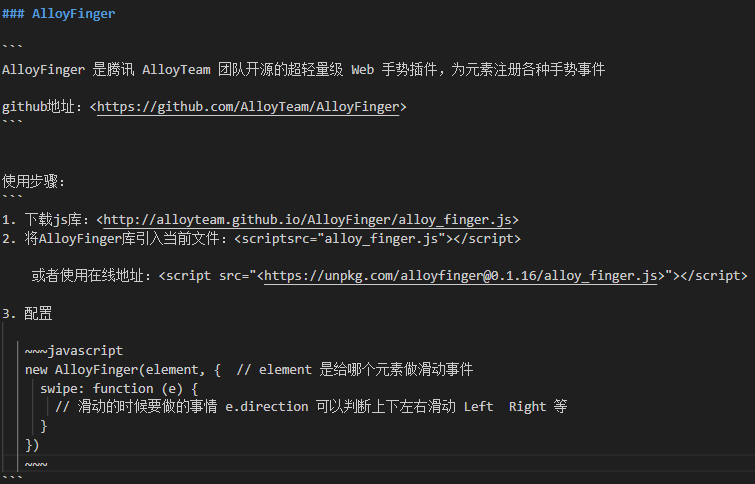 ### AlloyFinger
```
AlloyFinger 是腾讯 AlloyTeam 团队开源的超轻量级 Web 手势插件，为元素注册各种手势事件
github地址：<https://github.com/AlloyTeam/AlloyFinger>
```
使用步骤：
```
1. 下载js库：<http://alloyteam.github.io/AlloyFinger/alloy_finger.js>
2. 将AlloyFinger库引入当前文件：<scriptsrc="alloy_finger.js"></script>
或者使用在线地址：<script src="<https://unpkg.com/alloyfinger@0.1.16/alloy_finger.js>"></script>
3. 配置
~~~javascript
new AlloyFinger(element, {  // element 是给哪个元素做滑动事件
swipe: function (e) {
// 滑动的时候要做的事情 e.direction 可以判断上下左右滑动 Left  Right 等
}
})
~~~
```